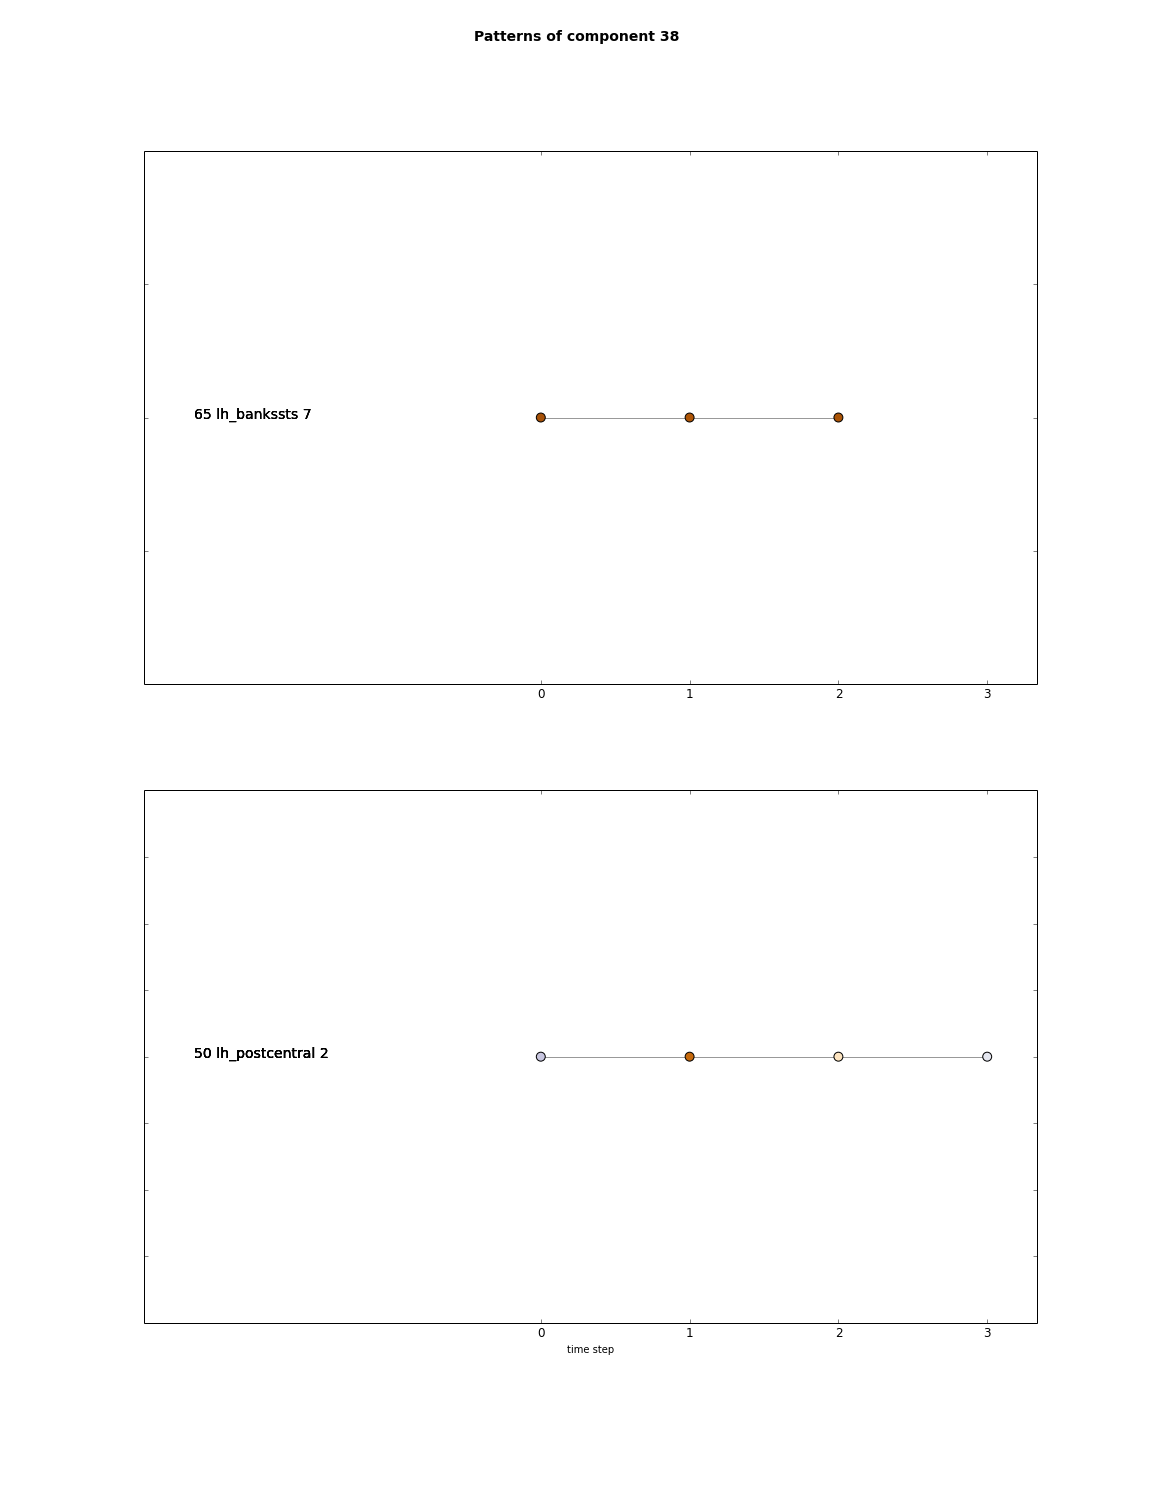 Patterns of component 38
65 lh_bankssts 7
0 1 2 3
50 lh_postcentral 2
0 1 2 3
time step